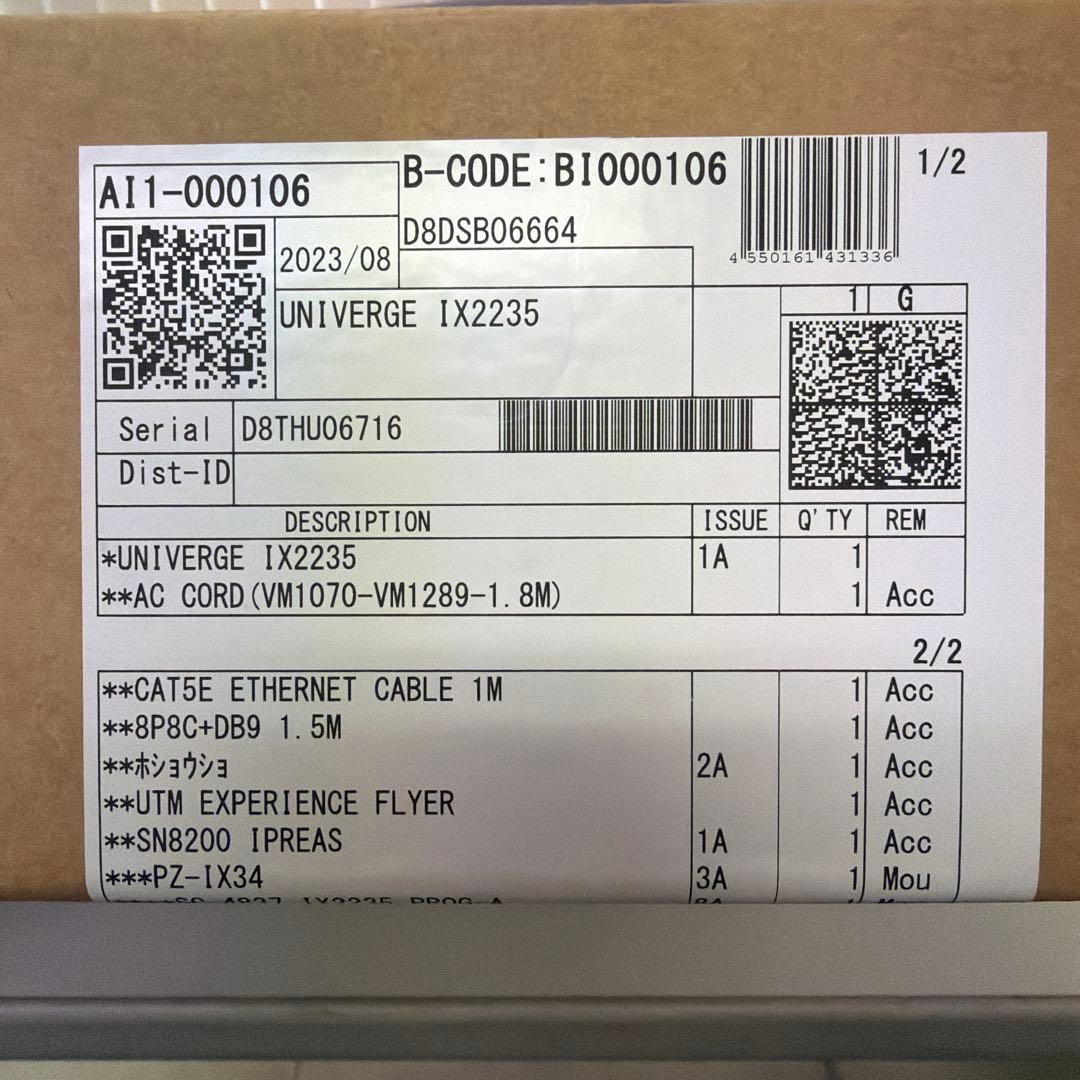 AI1-000106
B-CODE:BI000106
1/2
D8DSB06664
4 550161 431336
2023/08
UNIVERGE IX2235
1 G
Serial D8THU06716
Dist-ID
DESCRIPTION ISSUE Q'TY REM
*UNIVERGE IX2235 1A 1
**AC CORD(VM1070-VM1289-1.8M) 1 Acc
2/2
**CAT5E ETHERNET CABLE 1M 1 Acc
**8P8C+DB9 1.5M 1 Acc
**ホショウショ 2A 1 Acc
**UTM EXPERIENCE FLYER 1 Acc
**SN8200 IPREAS 1A 1 Acc
***PZ-IX34 3A 1 Mou
IX2235 PROG-A